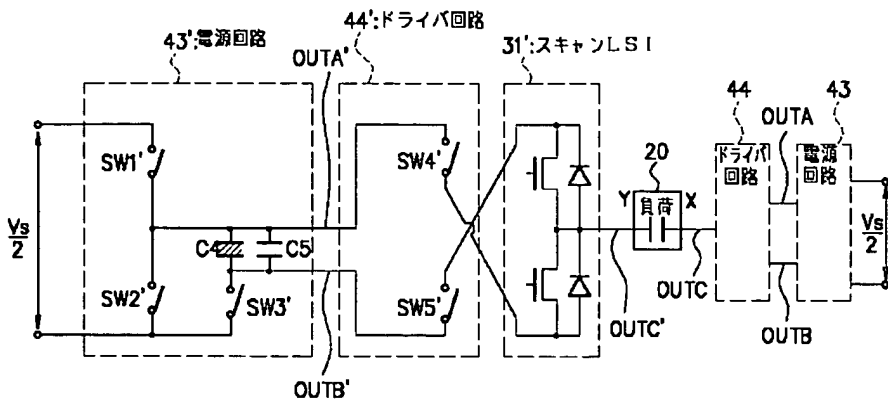 43':電源回路
44':ドライバ回路
31':スキャンLSI
OUTA'
44
OUTA
43
SW1'
SW4'
ドライバ
回路
電源
回路
20
Y
負荷
X
Vs
2
C4
C5
Vs
2
SW2'
SW3'
SW5'
OUTC'
OUTC
OUTB
OUTB'